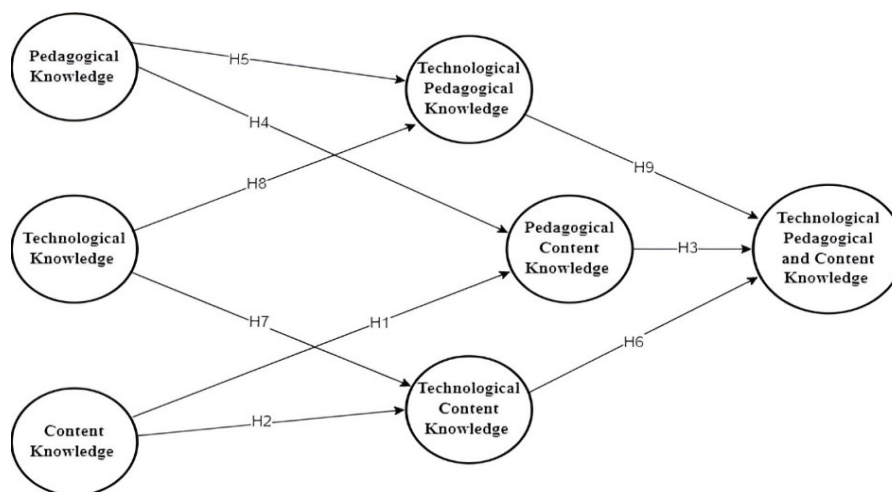 Pedagogical
Knowledge
H5
Technological
Pedagogical
Knowledge
H4
H9
H8
Technological
Knowledge
Pedagogical
Content
Knowledge
H3
Technological
Pedagogical
and Content
Knowledge
H7
H1
H6
Content
Knowledge
H2
Technological
Content
Knowledge